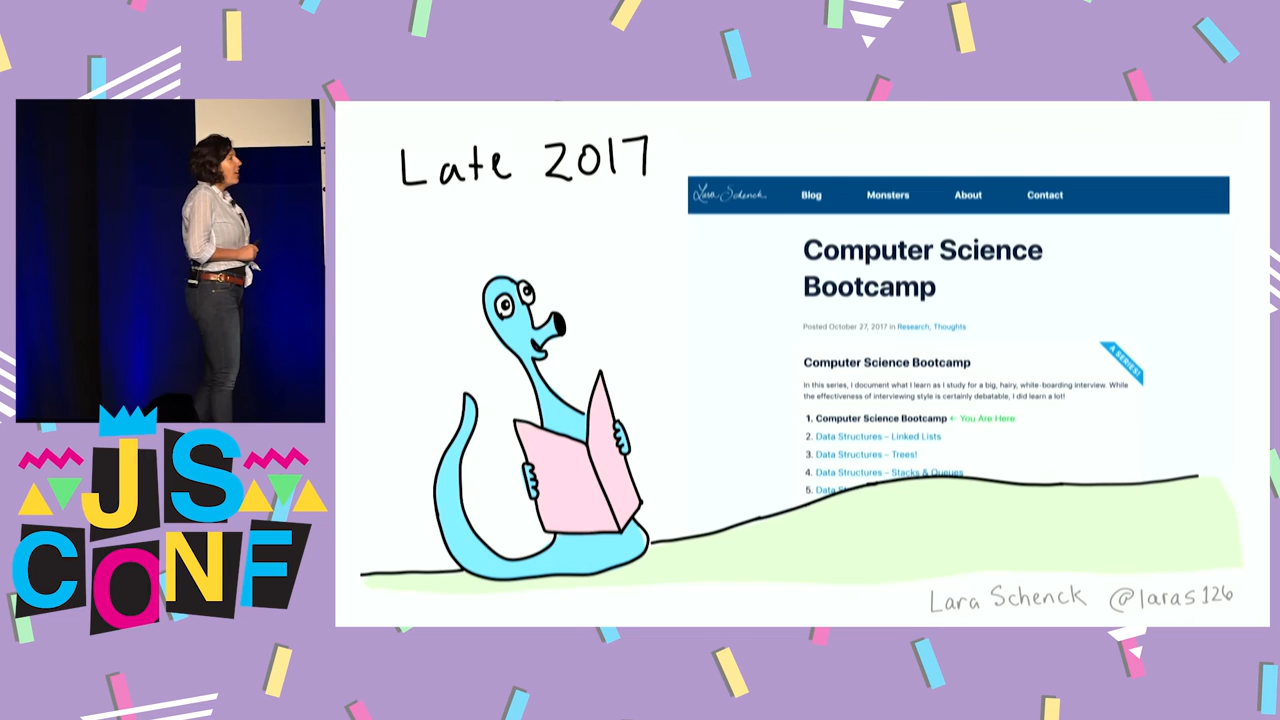 Late 2017
Lara Schenck
Blog Monsters About Contact
Computer Science
Bootcamp
Posted October 27, 2017 in Research, Thoughts
A SERIES!
Computer Science Bootcamp
In this series, I document what I learn as I study for a big, hairy, white-boarding interview. While
the effectiveness of interviewing style is certainly debatable, I did learn a lot!
1. Computer Science Bootcamp ← You Are Here
2. Data Structures – Linked Lists
3. Data Structures – Trees!
4. Data Structures – Stacks & Queues
5. Data
Lara Schenck @laras126
JS
CONF